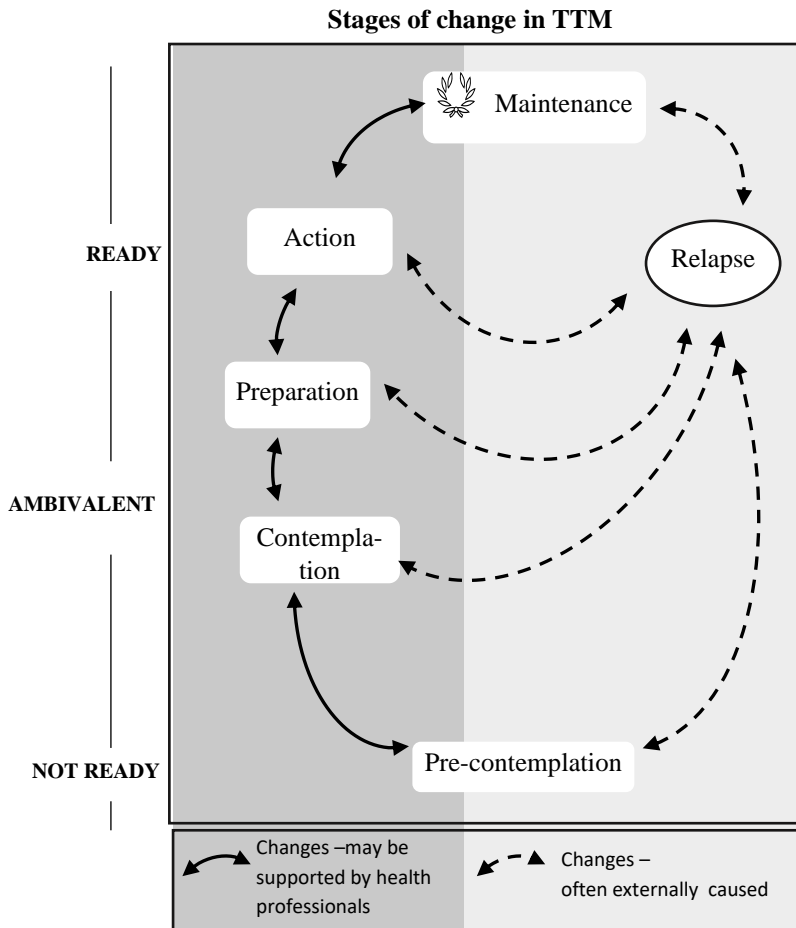 Stages of change in TTM
Maintenance
READY
Action
Relapse
Preparation
AMBIVALENT
Contempla-
tion
NOT READY
Pre-contemplation
Changes –may be
supported by health
professionals
Changes –
often externally caused